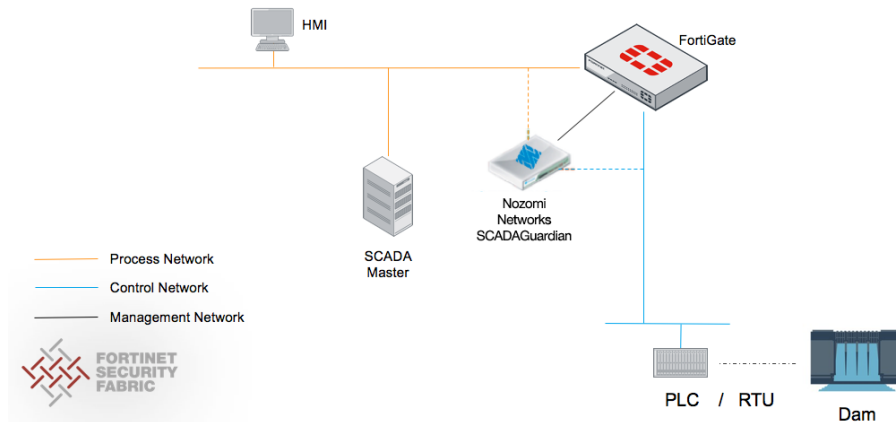 HMI
FortiGate
Nozomi
Networks
SCADAGuardian
SCADA
Master
Process Network
Control Network
Management Network
FORTINET
SECURITY
FABRIC
PLC / RTU
Dam